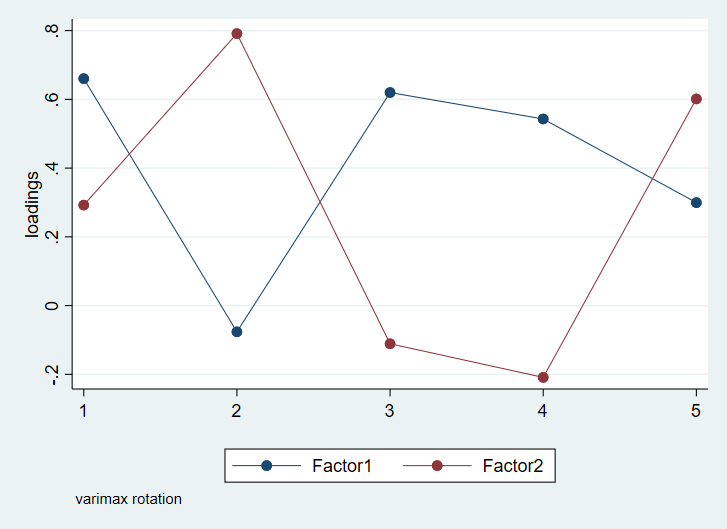 .8
.6
.4
.2
0
-.2
loadings
1 2 3 4 5
Factor1 Factor2
varimax rotation